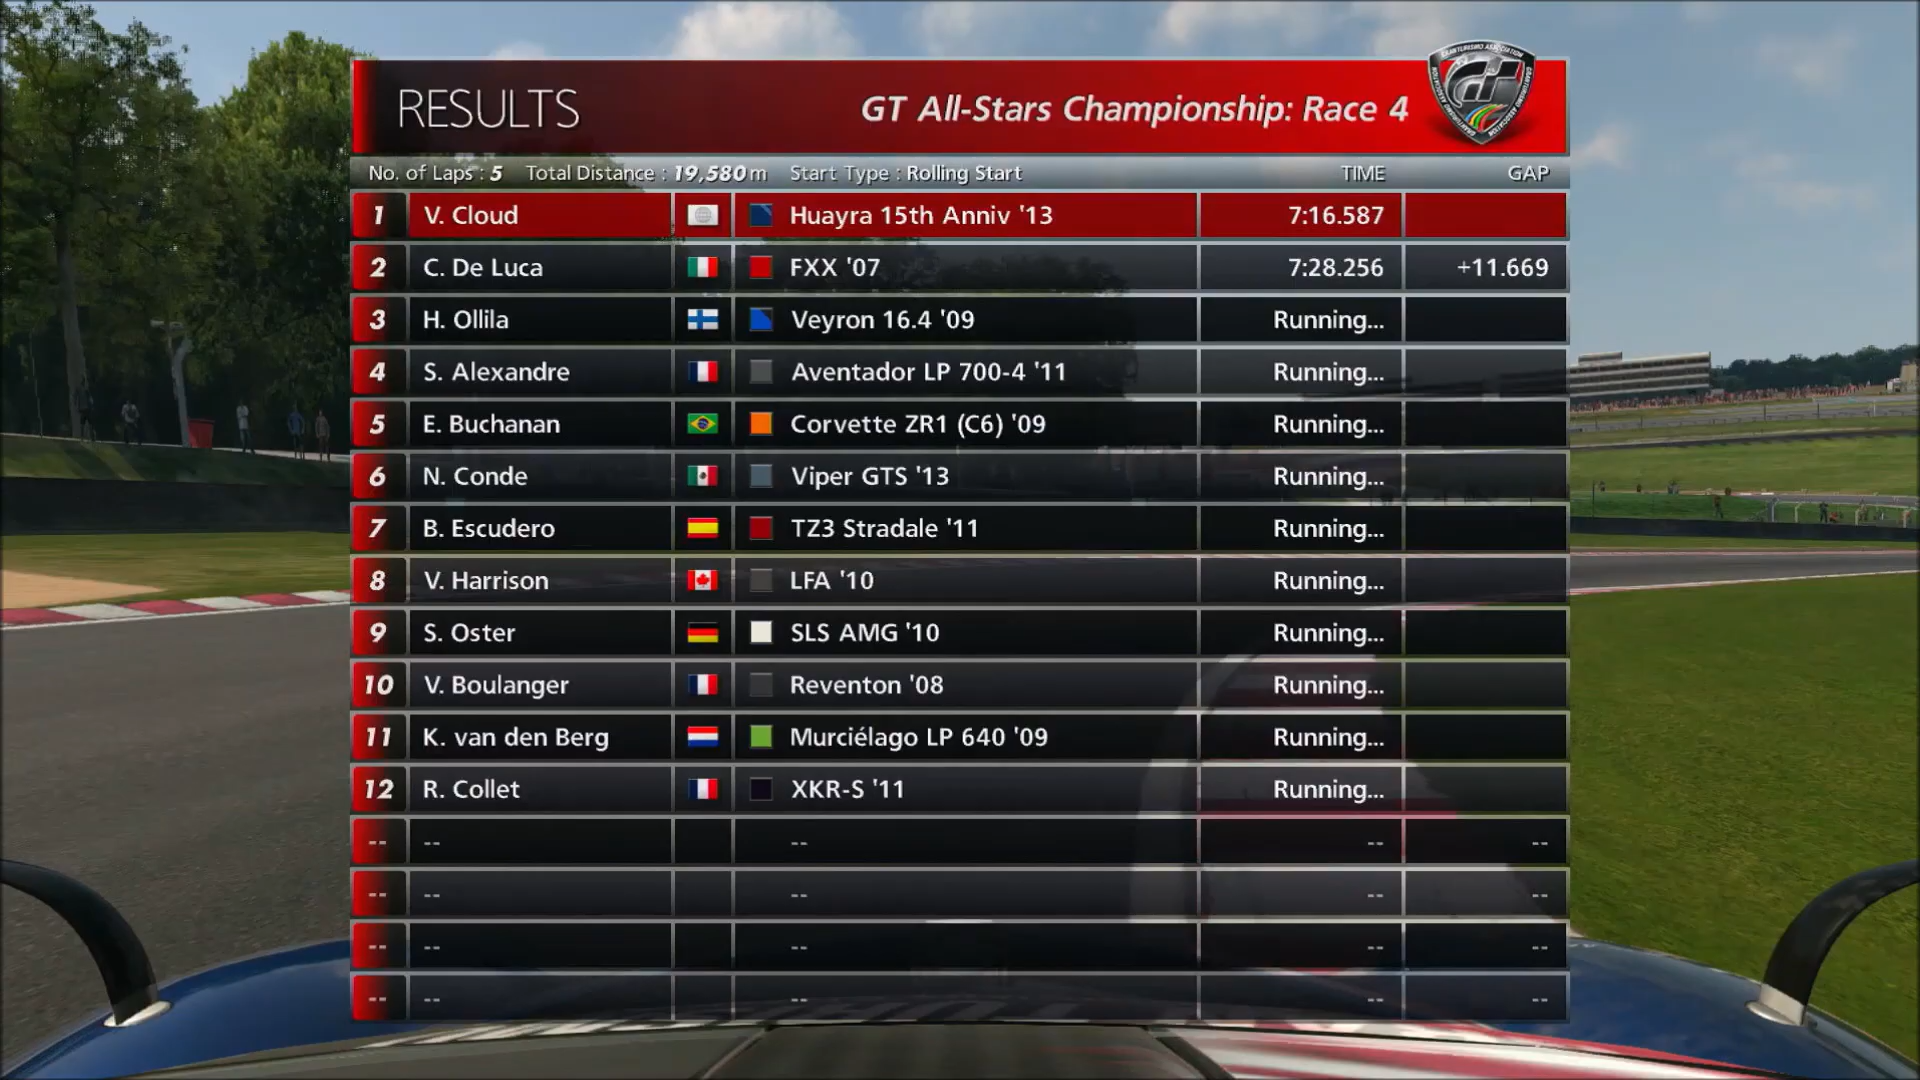 RESULTS
GT All-Stars Championship: Race 4
No. of Laps : 5 Total Distance : 19,580 m Start Type : Rolling Start TIME GAP
1 V. Cloud Huayra 15th Anniv '13 7:16.587
2 C. De Luca FXX '07 7:28.256 +11.669
3 H. Ollila Veyron 16.4 '09 Running...
4 S. Alexandre Aventador LP 700-4 '11 Running...
5 E. Buchanan Corvette ZR1 (C6) '09 Running...
6 N. Conde Viper GTS '13 Running...
7 B. Escudero TZ3 Stradale '11 Running...
8 V. Harrison LFA '10 Running...
9 S. Oster SLS AMG '10 Running...
10 V. Boulanger Reventon '08 Running...
11 K. van den Berg Murciélago LP 640 '09 Running...
12 R. Collet XKR-S '11 Running...
-- -- -- -- --
-- -- -- -- --
-- -- -- -- --
-- -- -- -- --